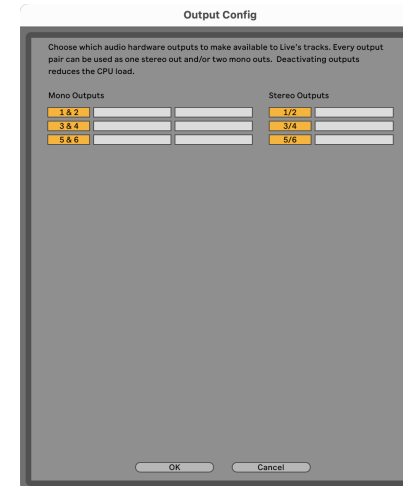 Output Config
Choose which audio hardware outputs to make available to Live's tracks. Every output
pair can be used as one stereo out and/or two mono outs.  Deactivating outputs
reduces the CPU load.
Mono Outputs Stereo Outputs
1 & 2 1/2
3 & 4 3/4
5 & 6 5/6
OK Cancel